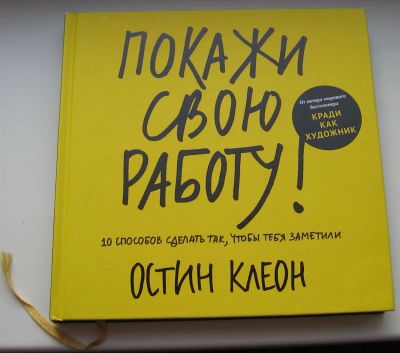 ПОКАЖИ
СВОЮ
РАБОТУ!
От автора мирового
бестселлера
КРАДИ
КАК
ХУДОЖНИК
10 СПОСОБОВ СДЕЛАТЬ ТАК, ЧТОБЫ ТЕБЯ ЗАМЕТИЛИ
ОСТИН КЛЕОН